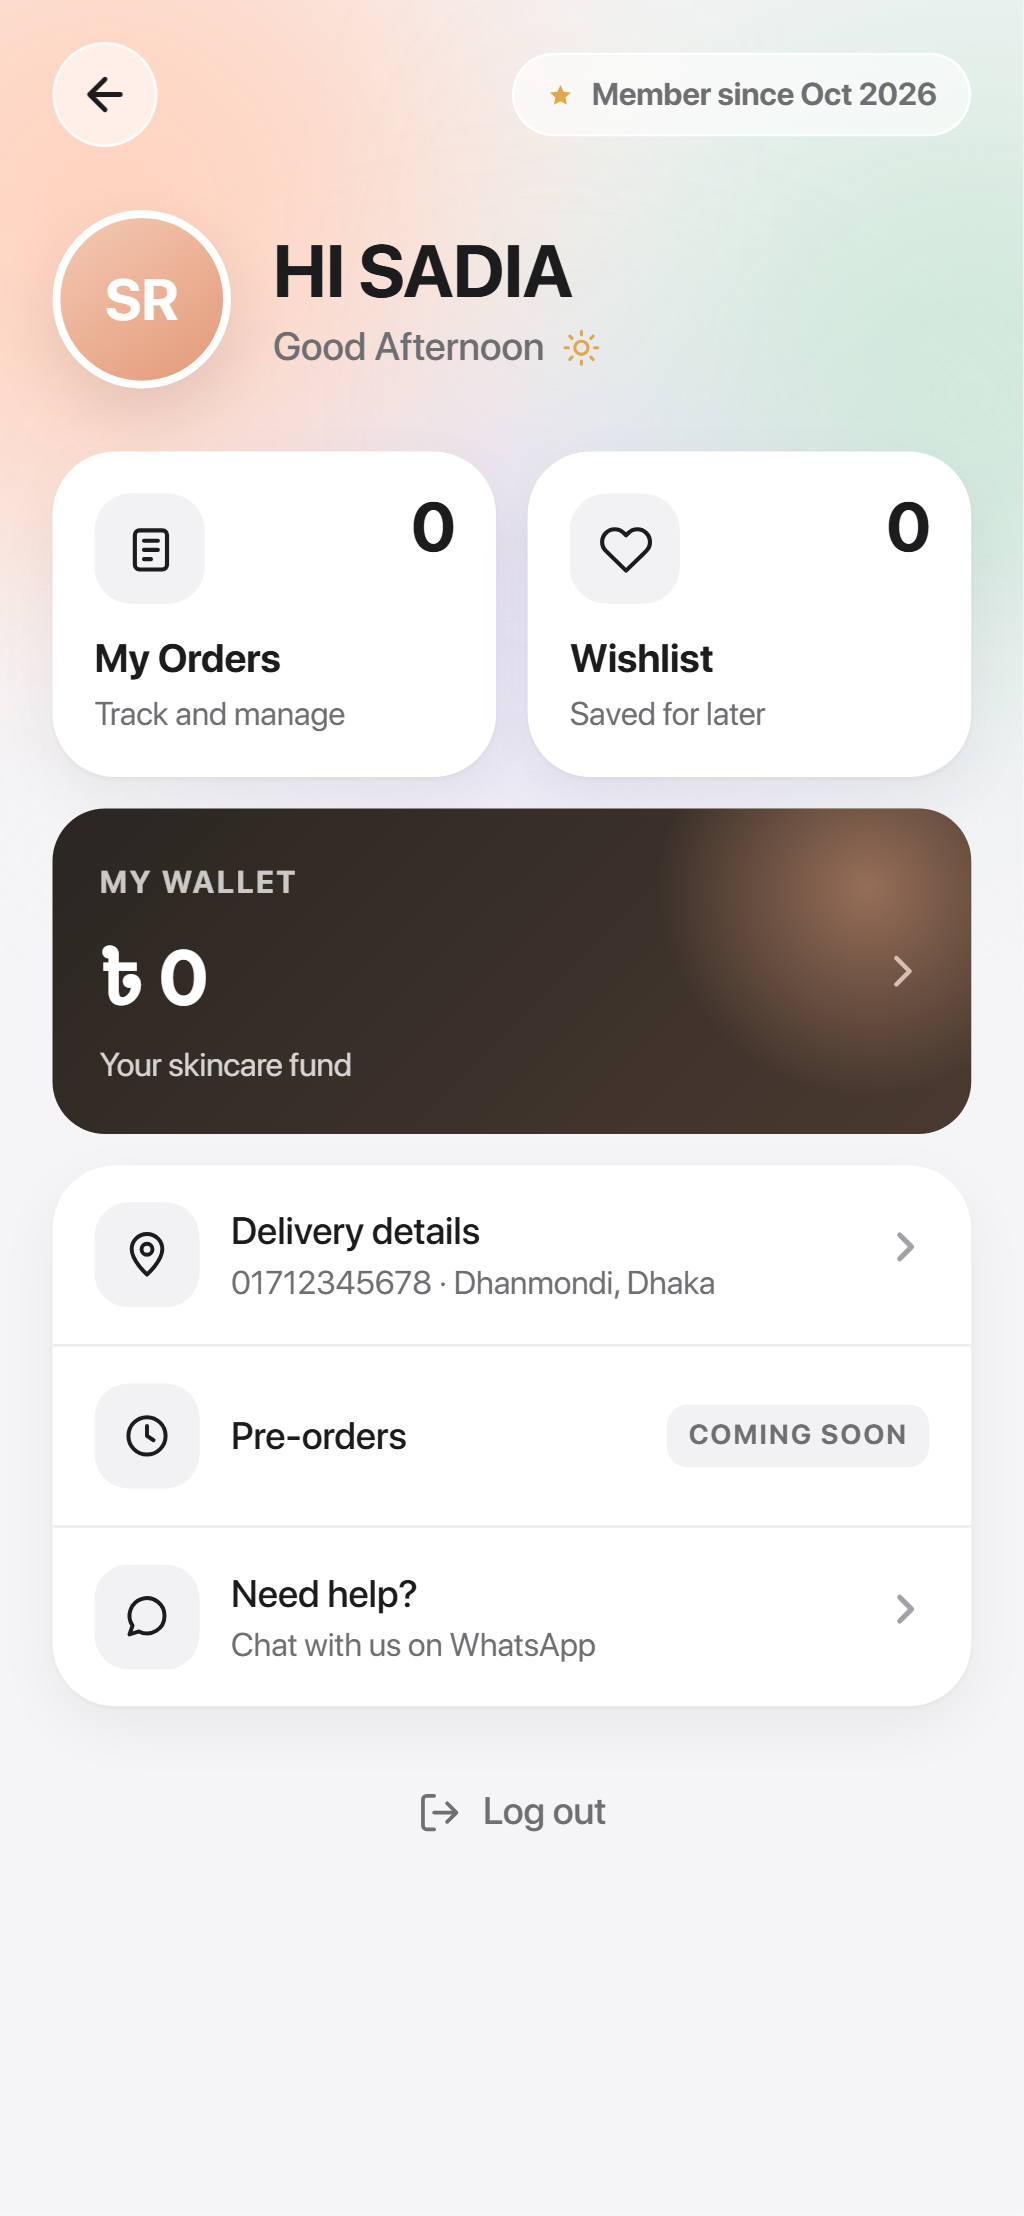 Member since Oct 2026
SR
HI SADIA
Good Afternoon
0
My Orders
Track and manage
0
Wishlist
Saved for later
MY WALLET
৳ 0
Your skincare fund
Delivery details
01712345678 · Dhanmondi, Dhaka
Pre-orders
COMING SOON
Need help?
Chat with us on WhatsApp
Log out